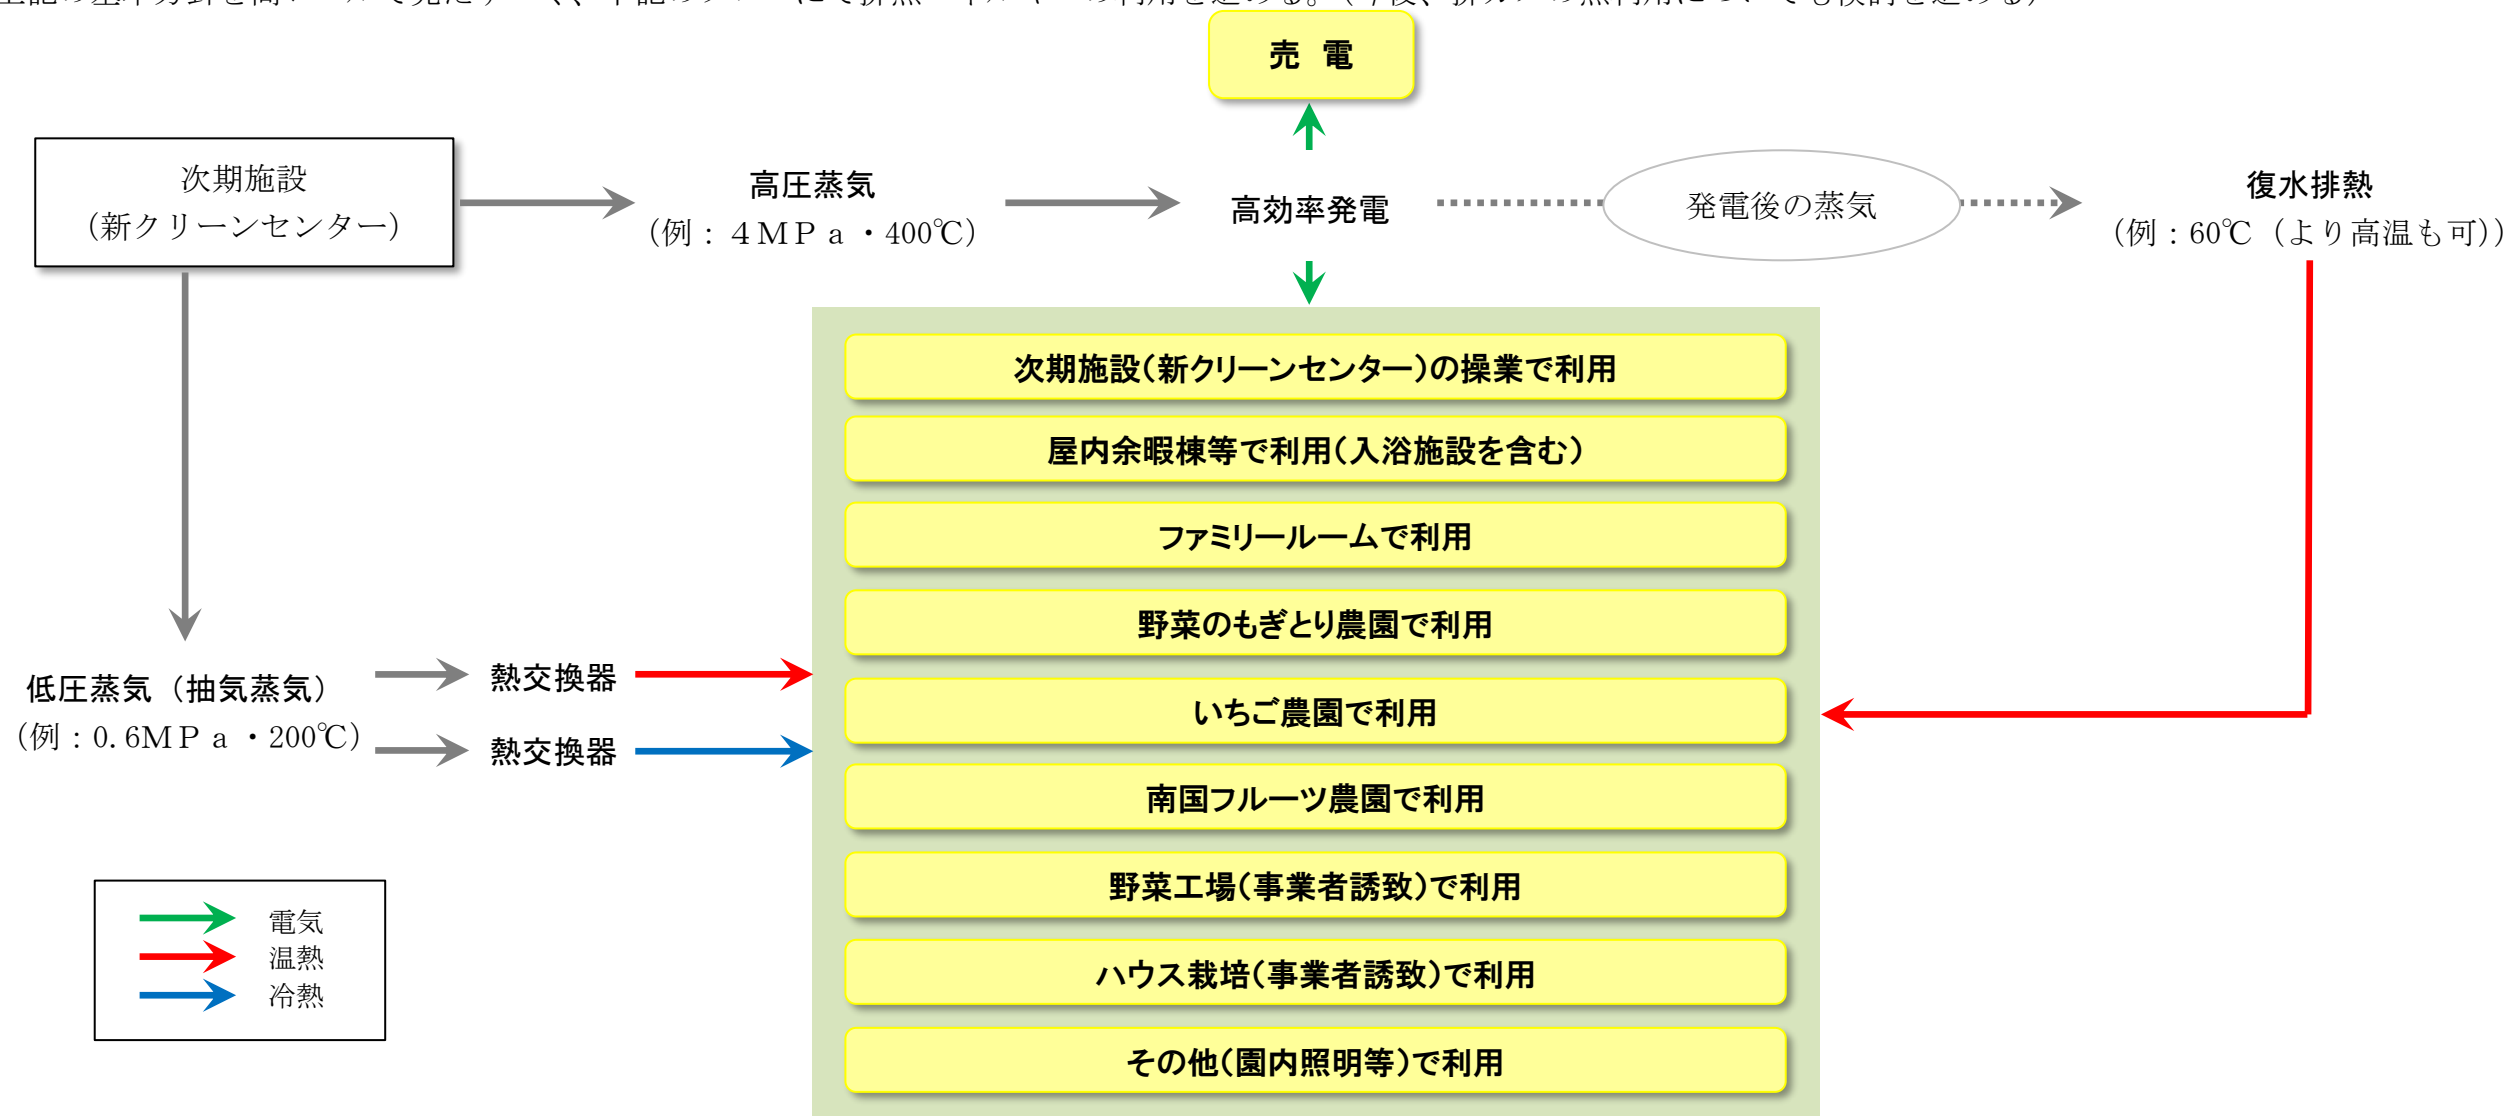 売 電
次期施設
（新クリーンセンター）
高圧蒸気
（例：４ＭＰａ・400℃）
高効率発電
発電後の蒸気
復水排熱
（例：60℃（より高温も可））
次期施設（新クリーンセンター）の操業で利用
屋内余暇棟等で利用（入浴施設を含む）
ファミリールームで利用
野菜のもぎとり農園で利用
いちご農園で利用
南国フルーツ農園で利用
野菜工場（事業者誘致）で利用
ハウス栽培（事業者誘致）で利用
その他（園内照明等）で利用
低圧蒸気（抽気蒸気）
（例：0.6ＭＰａ・200℃）
熱交換器
熱交換器
電気
温熱
冷熱